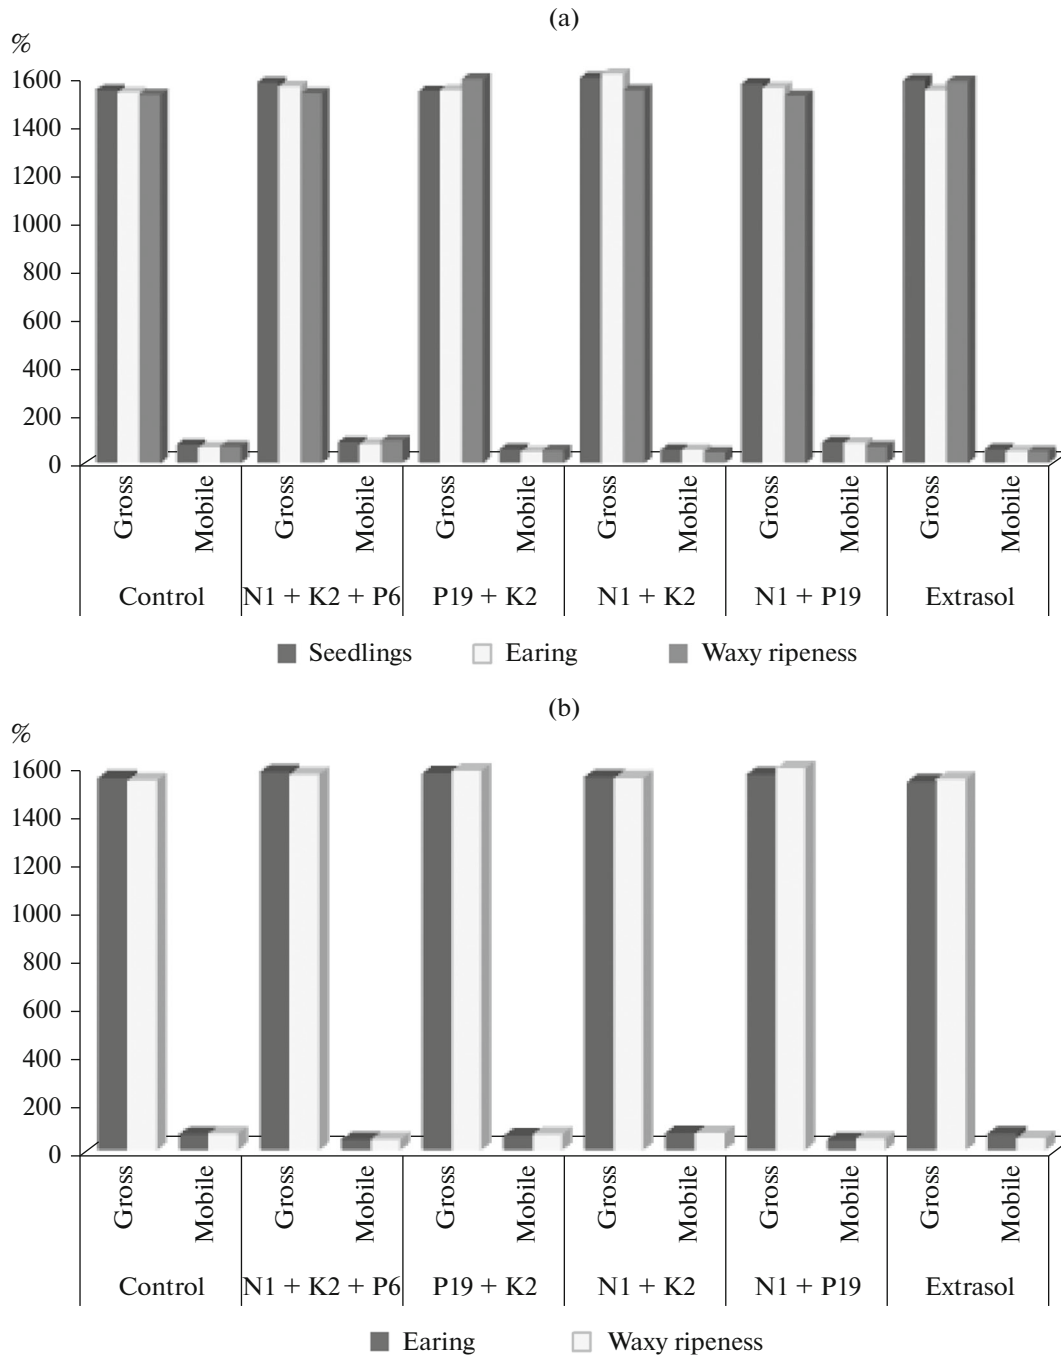 (a)
%
1600
1400
1200
1000
800
600
400
200
0
Gross Mobile Gross Mobile Gross Mobile Gross Mobile Gross Mobile Gross Mobile
Control N1 + K2 + P6 P19 + K2 N1 + K2 N1 + P19 Extrasol
Seedlings Earing Waxy ripeness
(b)
%
1600
1400
1200
1000
800
600
400
200
0
Gross Mobile Gross Mobile Gross Mobile Gross Mobile Gross Mobile Gross Mobile
Control N1 + K2 + P6 P19 + K2 N1 + K2 N1 + P19 Extrasol
Earing Waxy ripeness